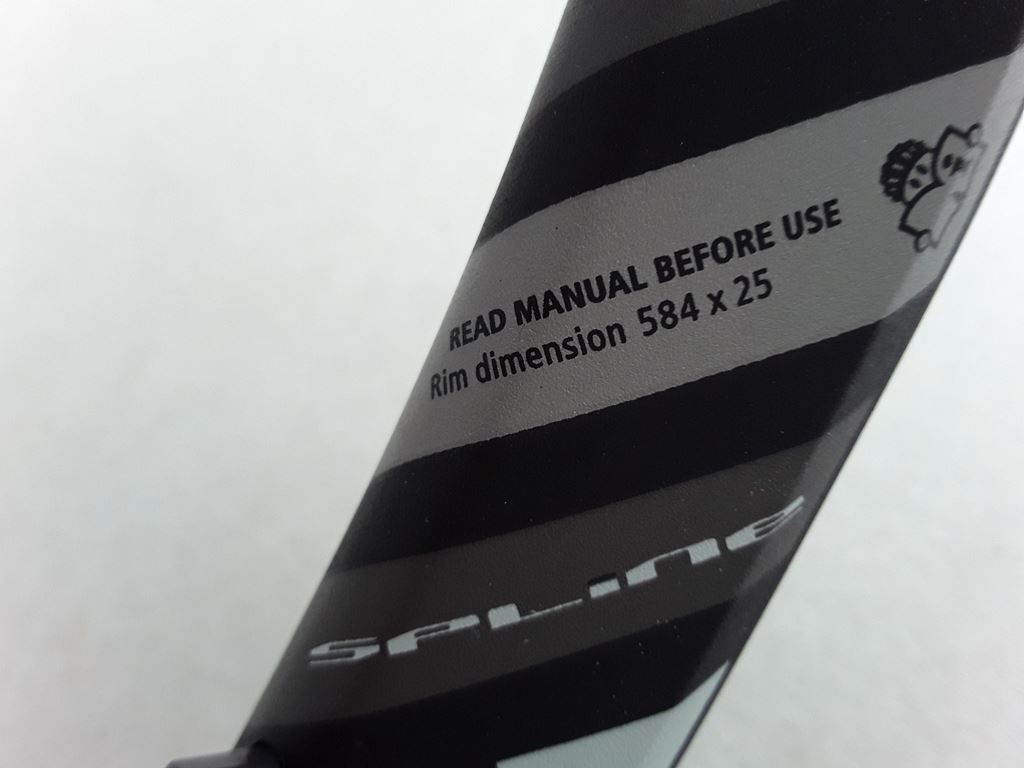 READ MANUAL BEFORE USE
Rim dimension 584 x 25
SPLINE